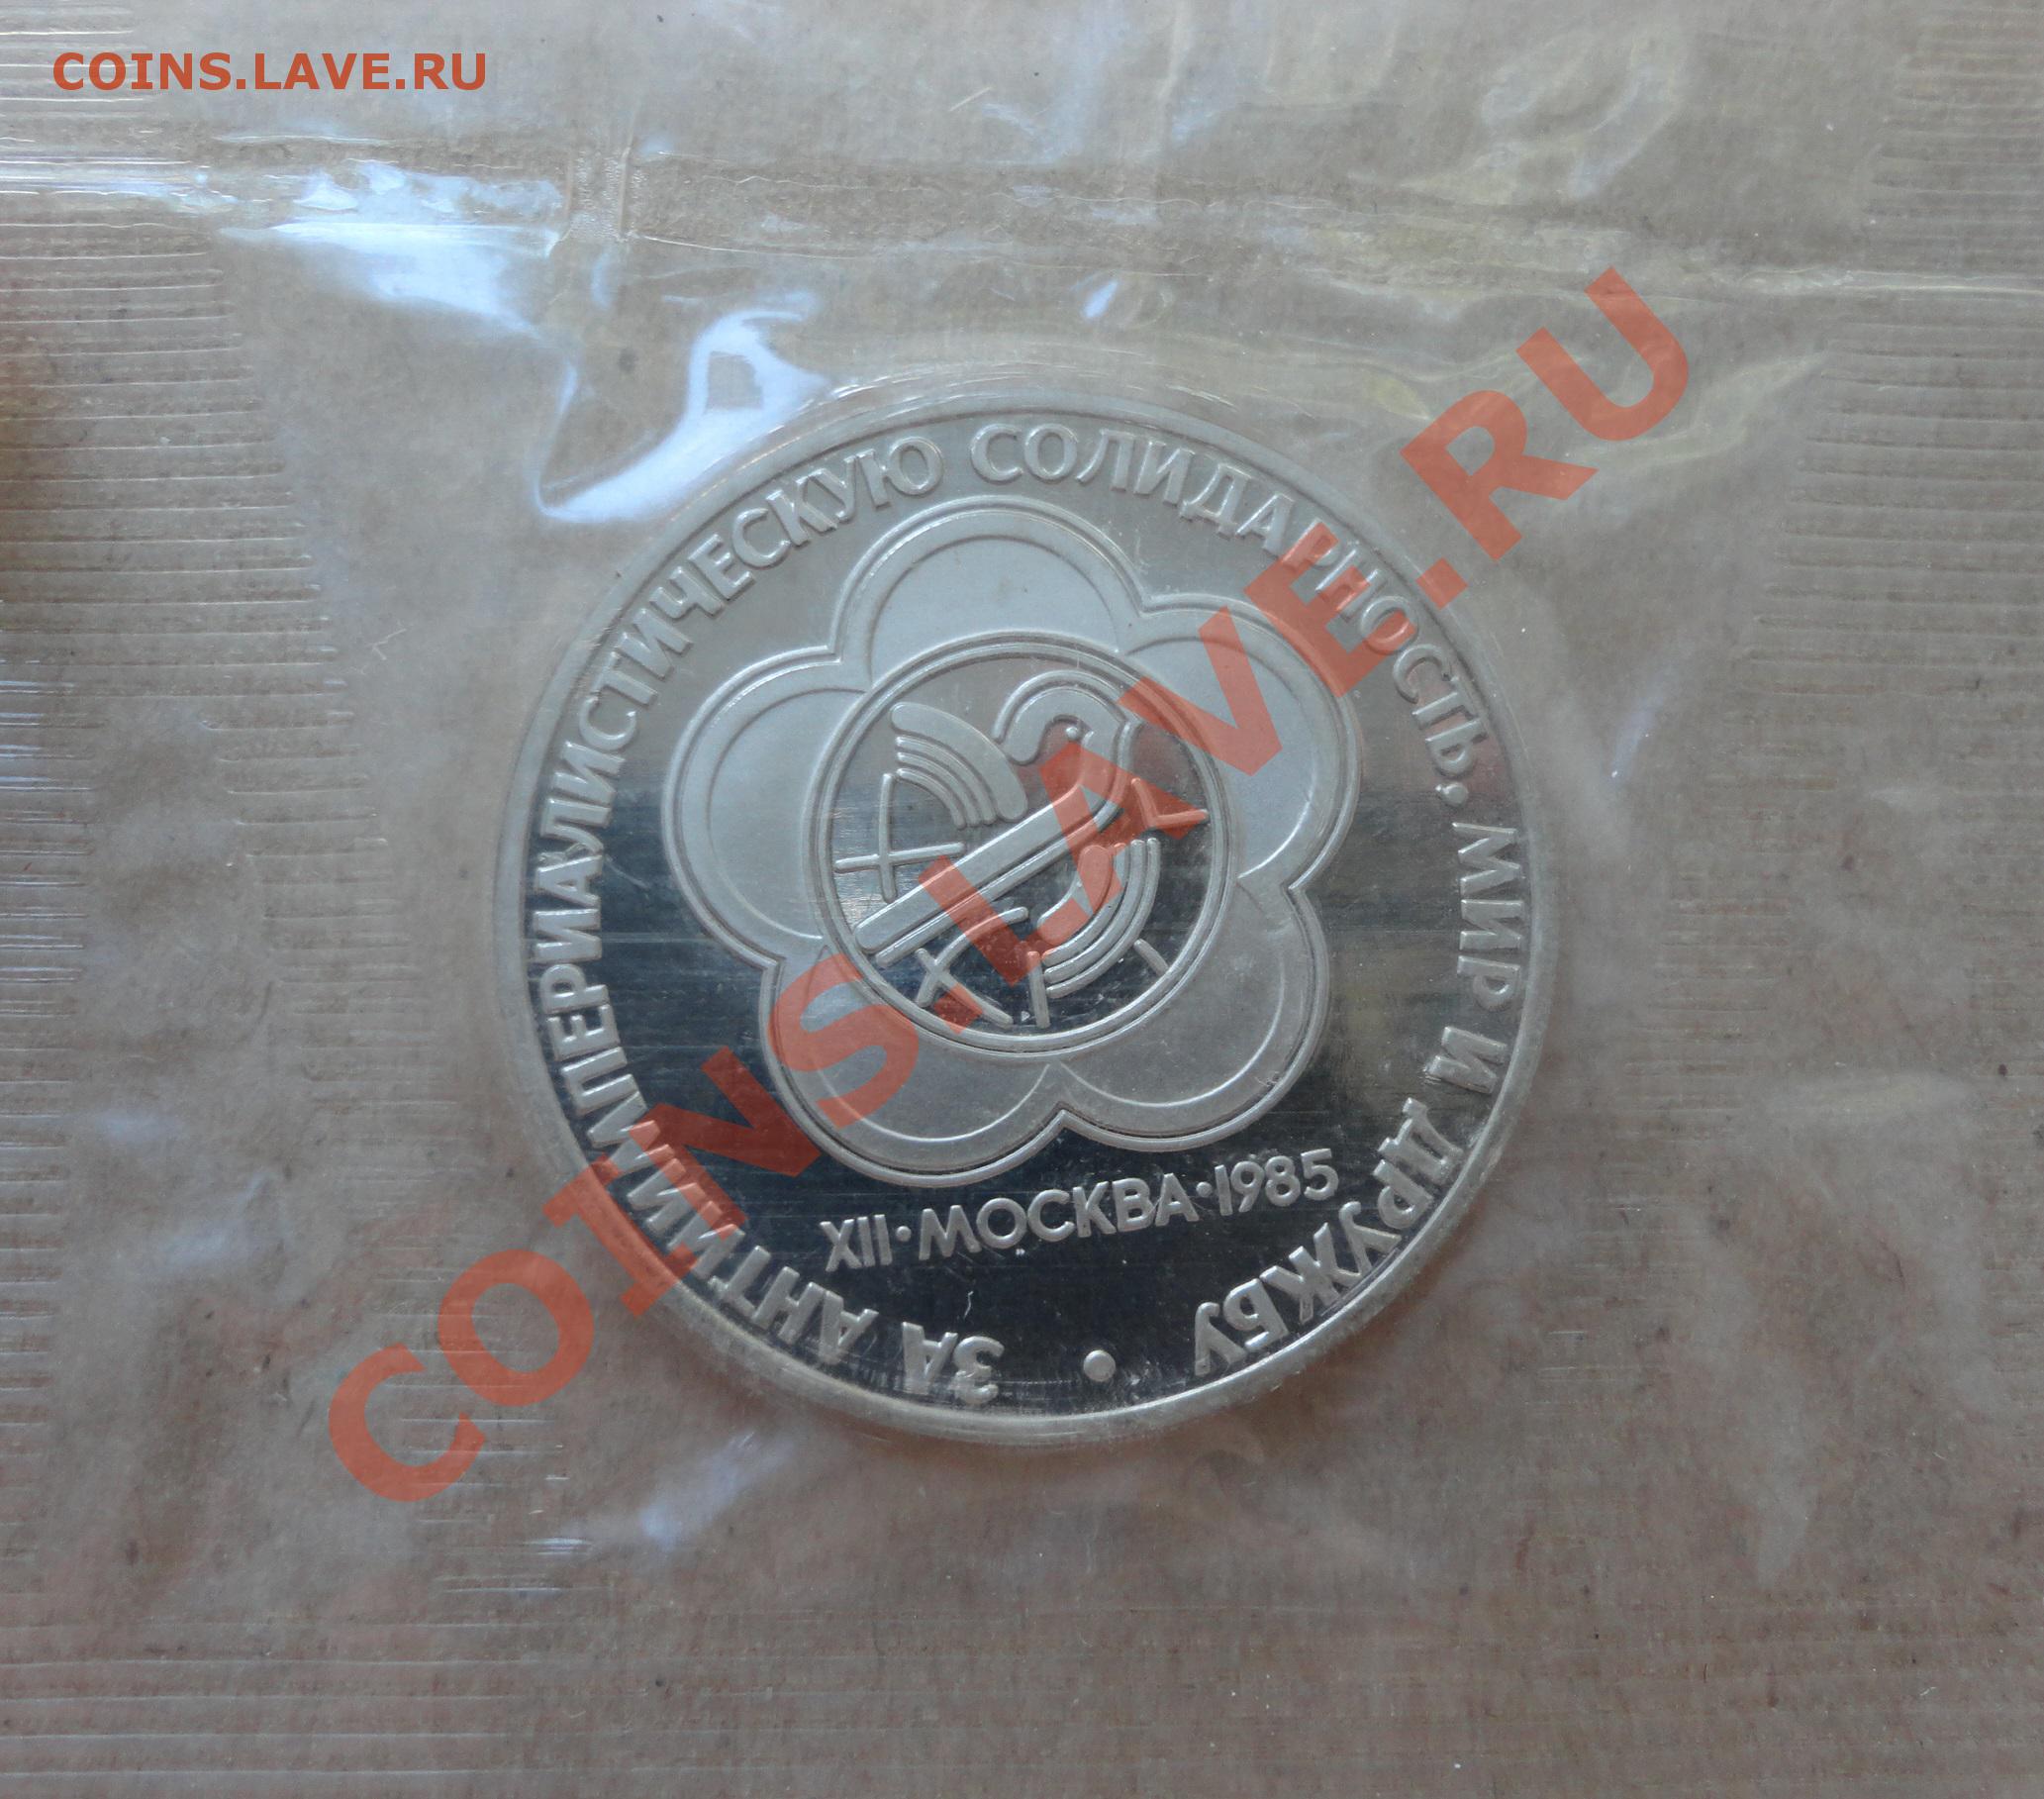 COINS.LAVE.RU
ЗА АНТИИМПЕРИАЛИСТИЧЕСКУЮ СОЛИДАРНОСТЬ, МИР И ДРУЖБУ •
XII•МОСКВА•1985
COINS.LAVE.RU